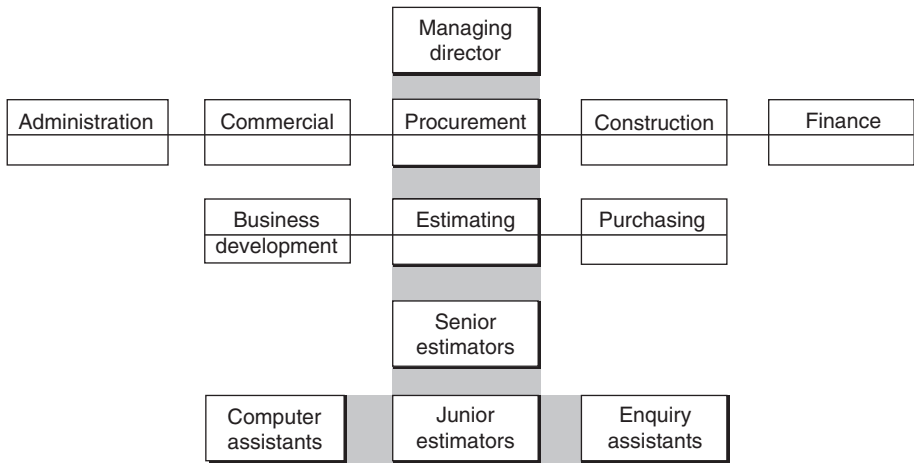 Managing
director
Administration
Commercial
Procurement
Construction
Finance
Business
development
Estimating
Purchasing
Senior
estimators
Computer
assistants
Junior
estimators
Enquiry
assistants